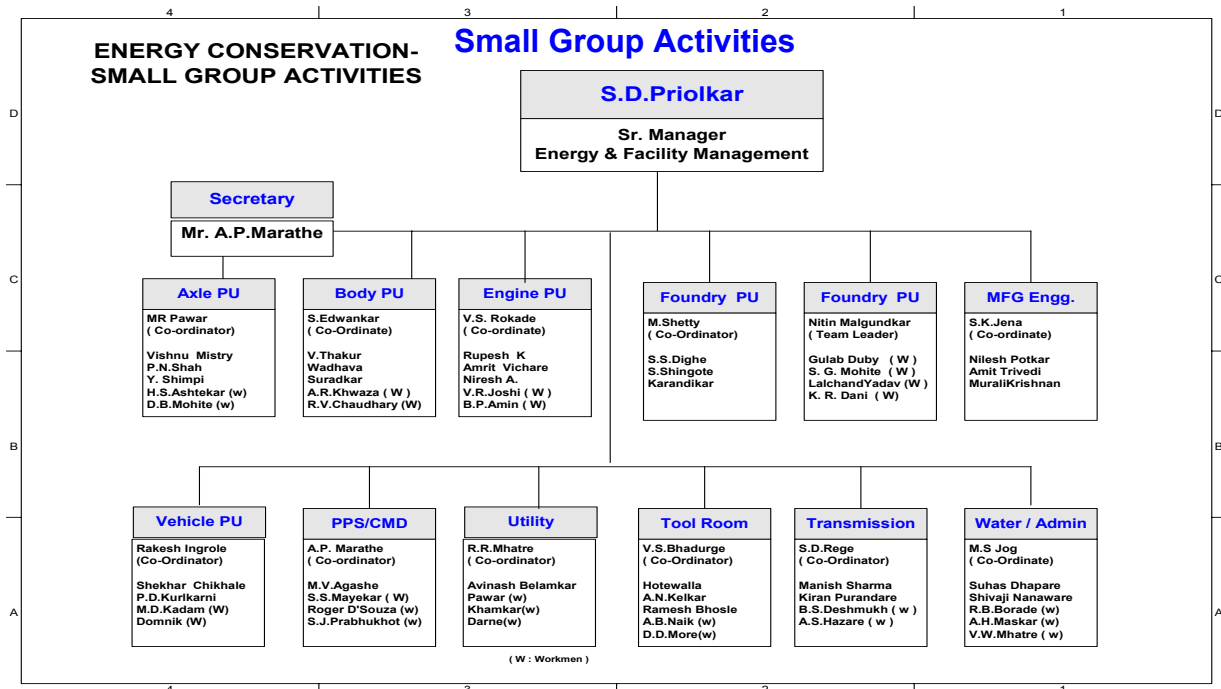 4 3 2 1
ENERGY CONSERVATION-
SMALL GROUP ACTIVITIES
Small Group Activities
D D
S.D.Priolkar
Sr. Manager
Energy & Facility Management
Secretary
Mr. A.P.Marathe
C C
Axle PU
MR Pawar
( Co-ordinator)
Vishnu Mistry
P.N.Shah
Y. Shimpi
H.S.Ashtekar (w)
D.B.Mohite (w)
Body PU
S.Edwankar
( Co-Ordinate)
V.Thakur
Wadhava
Suradkar
A.R.Khwaza ( W )
R.V.Chaudhary (W)
Engine PU
V.S. Rokade
( Co-ordinate)
Rupesh K
Amrit Vichare
Niresh A.
V.R.Joshi ( W )
B.P.Amin ( W)
Foundry PU
M.Shetty
( Co-Ordinator)
S.S.Dighe
S.Shingote
Karandikar
Foundry PU
Nitin Malgundkar
( Team Leader)
Gulab Duby ( W )
S. G. Mohite ( W )
LalchandYadav (W )
K. R. Dani ( W)
MFG Engg.
S.K.Jena
( Co-ordinate)
Nilesh Potkar
Amit Trivedi
MuraliKrishnan
B B
Vehicle PU
Rakesh Ingrole
(Co-Ordinator)
Shekhar Chikhale
P.D.Kurlkarni
M.D.Kadam (W)
Domnik (W)
PPS/CMD
A.P. Marathe
( Co-ordinator)
M.V.Agashe
S.S.Mayekar ( W)
Roger D'Souza (w)
S.J.Prabhukhot (w)
Utility
R.R.Mhatre
( Co-ordinator)
Avinash Belamkar
Pawar (w)
Khamkar(w)
Darne(w)
Tool Room
V.S.Bhadurge
( Co-Ordinator)
Hotewalla
A.N.Kelkar
Ramesh Bhosle
A.B.Naik (w)
D.D.More(w)
Transmission
S.D.Rege
( Co-Ordinator)
Manish Sharma
Kiran Purandare
B.S.Deshmukh ( w )
A.S.Hazare ( w )
Water / Admin
M.S Jog
( Co-Ordinate)
Suhas Dhapare
Shivaji Nanaware
R.B.Borade (w)
A.H.Maskar (w)
V.W.Mhatre ( w)
A A
( W : Workmen )
4 3 2 1